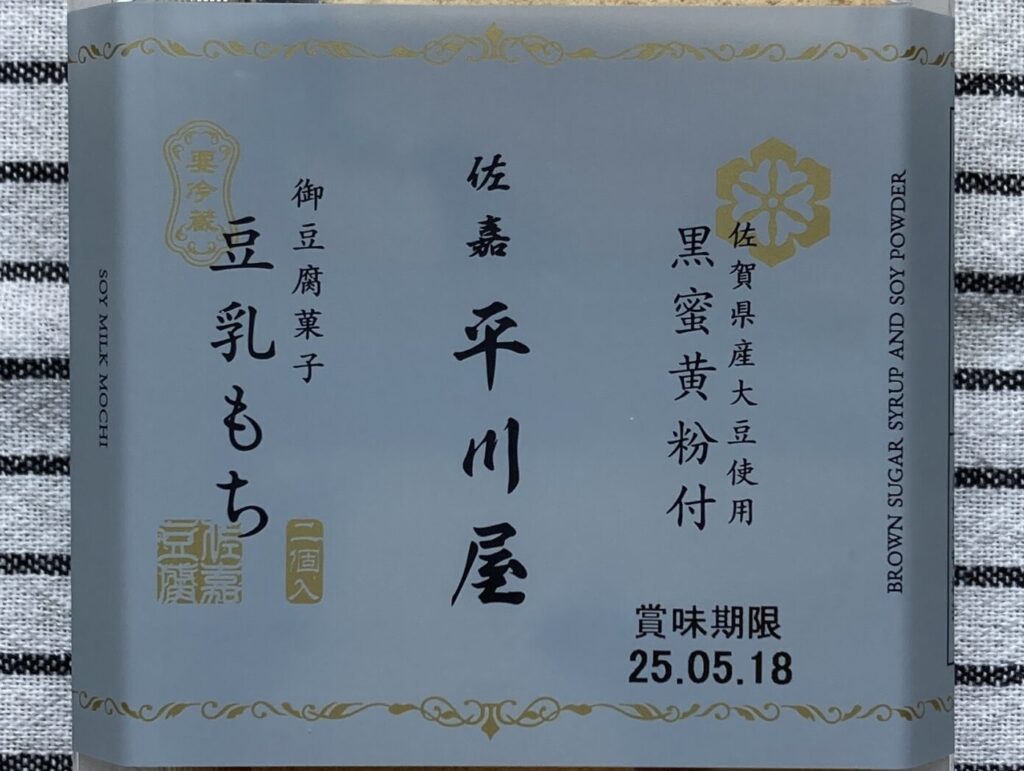 佐賀県産大豆使用
黒蜜黄粉付
佐嘉 平川屋
御豆腐菓子
豆乳もち
要冷蔵
二個入
佐嘉
豆腐
賞味期限
25.05.18
SOY MILK MOCHI
BROWN SUGAR SYRUP AND SOY POWDER